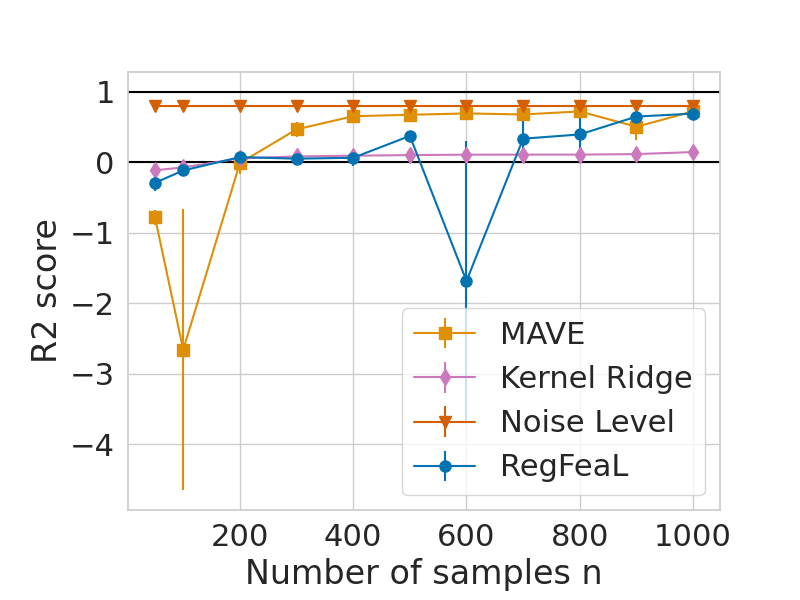 1
0
−1
−2
−3
−4
R2 score
MAVE
Kernel Ridge
Noise Level
RegFeaL
200 400 600 800 1000
Number of samples n